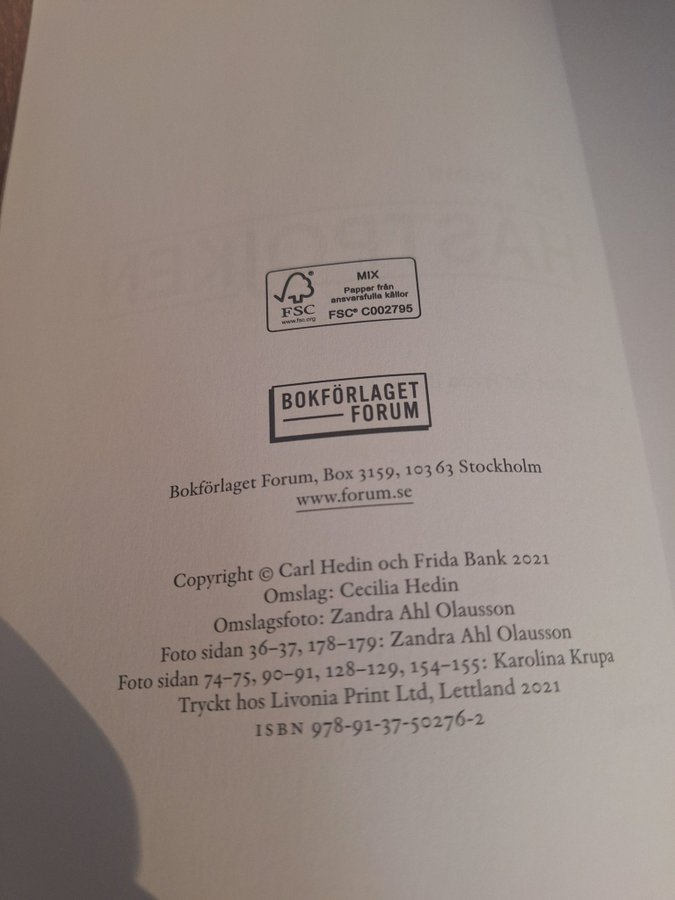 FSC®
www.fsc.org
MIX
Papper från
ansvarsfulla källor
FSC® C002795
BOKFÖRLAGET
FORUM
Bokförlaget Forum, Box 3159, 103 63 Stockholm
www.forum.se
Copyright © Carl Hedin och Frida Bank 2021
Omslag: Cecilia Hedin
Omslagsfoto: Zandra Ahl Olausson
Foto sidan 36–37, 178–179: Zandra Ahl Olausson
Foto sidan 74–75, 90–91, 128–129, 154–155: Karolina Krupa
Tryckt hos Livonia Print Ltd, Lettland 2021
ISBN 978-91-37-50276-2